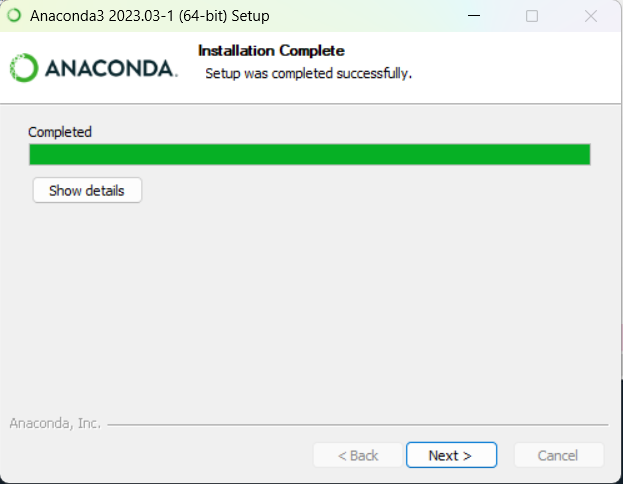 Anaconda3 2023.03-1 (64-bit) Setup
ANACONDA.
Installation Complete
Setup was completed successfully.
Completed
Show details
Anaconda, Inc.
< Back
Next >
Cancel